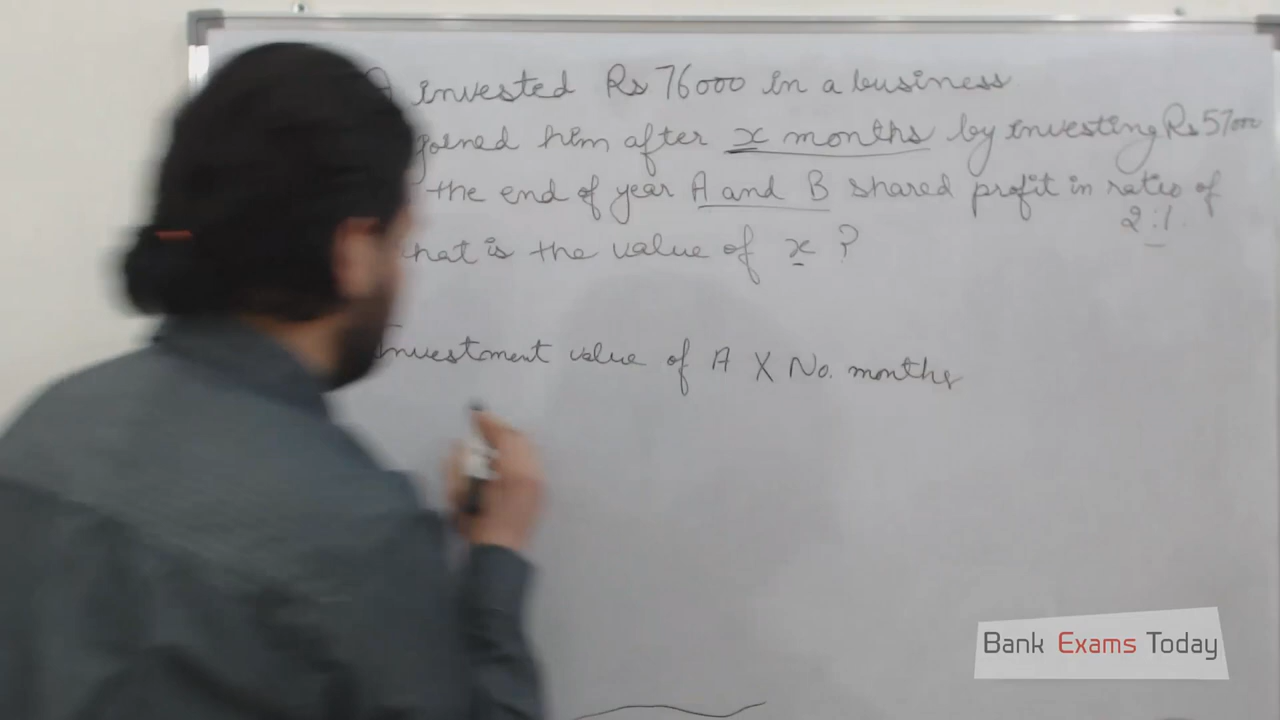 A invested Rs 76000 in a business
joined him after x months by investing Rs 57000
the end of year A and B shared profit in ratio of
2:1.
hat is the value of x ?
Investment value of A X No. months
Bank Exams Today